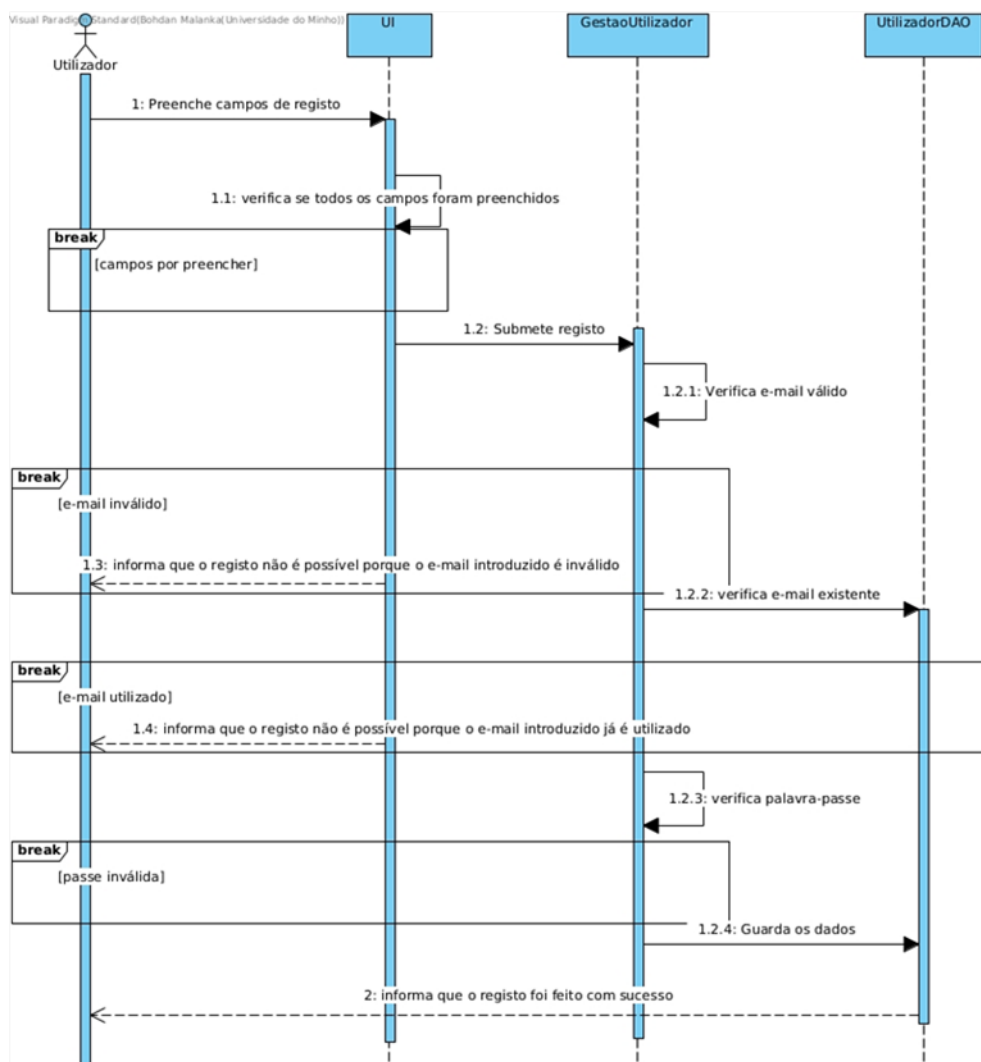 Visual Paradig Standard(Bohdan Malanka(Universidade do Minho))
UI
GestaoUtilizador
UtilizadorDAO
Utilizador
1: Preenche campos de registo
1.1: verifica se todos os campos foram preenchidos
break
[campos por preencher]
1.2: Submete registo
1.2.1: Verifica e-mail válido
break
[e-mail inválido]
1.3: informa que o registo não é possível porque o e-mail introduzido é inválido
1.2.2: verifica e-mail existente
break
[e-mail utilizado]
1.4: informa que o registo não é possível porque o e-mail introduzido já é utilizado
1.2.3: verifica palavra-passe
break
[passe inválida]
1.2.4: Guarda os dados
2: informa que o registo foi feito com sucesso